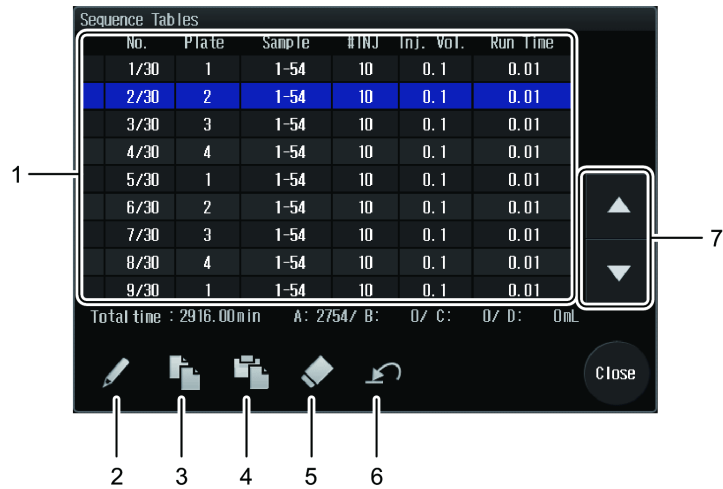 Sequence Tables
No. Plate Sample #INJ Inj. Vol. Run Time
1/30 1 1-54 10 0.1 0.01
2/30 2 1-54 10 0.1 0.01
3/30 3 1-54 10 0.1 0.01
4/30 4 1-54 10 0.1 0.01
1 5/30 1 1-54 10 0.1 0.01
6/30 2 1-54 10 0.1 0.01
7/30 3 1-54 10 0.1 0.01 7
8/30 4 1-54 10 0.1 0.01
9/30 1 1-54 10 0.1 0.01
Total time : 2916.00min A: 2754/ B: 0/ C: 0/ D: 0mL
Close
2 3 4 5 6